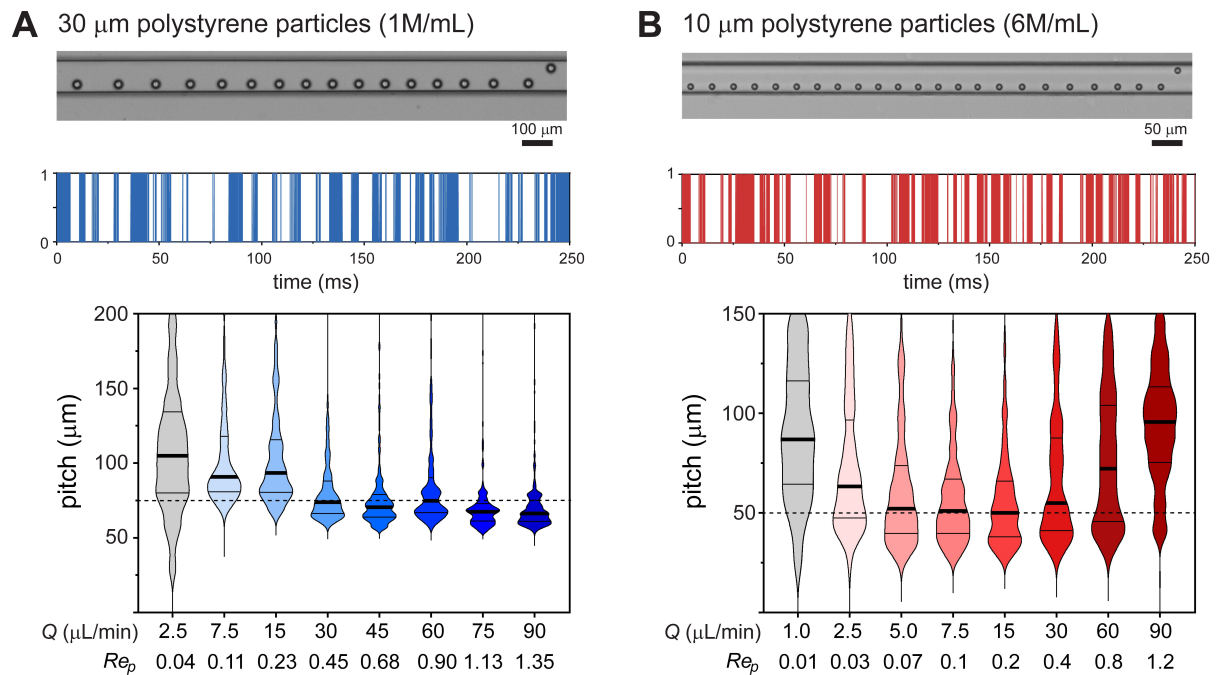 A 30 μm polystyrene particles (1M/mL)
100 μm
1
0
0 50 100 150 200 250
time (ms)
200
150
100
50
pitch (μm)
Q (μL/min) 2.5 7.5 15 30 45 60 75 90
Rep 0.04 0.11 0.23 0.45 0.68 0.90 1.13 1.35
B 10 μm polystyrene particles (6M/mL)
50 μm
1
0
0 50 100 150 200 250
time (ms)
150
100
50
pitch (μm)
Q (μL/min) 1.0 2.5 5.0 7.5 15 30 60 90
Rep 0.01 0.03 0.07 0.1 0.2 0.4 0.8 1.2